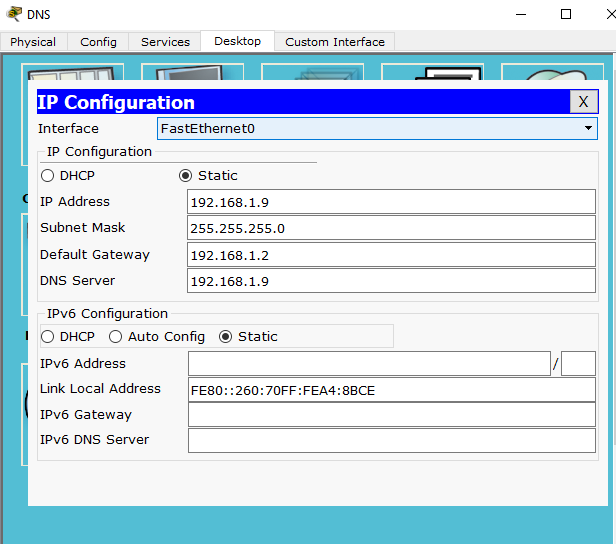 DNS
Physical Config Services Desktop Custom Interface
IP Configuration X
Interface FastEthernet0
IP Configuration
DHCP Static
IP Address 192.168.1.9
Subnet Mask 255.255.255.0
Default Gateway 192.168.1.2
DNS Server 192.168.1.9
IPv6 Configuration
DHCP Auto Config Static
IPv6 Address /
Link Local Address FE80::260:70FF:FEA4:8BCE
IPv6 Gateway
IPv6 DNS Server